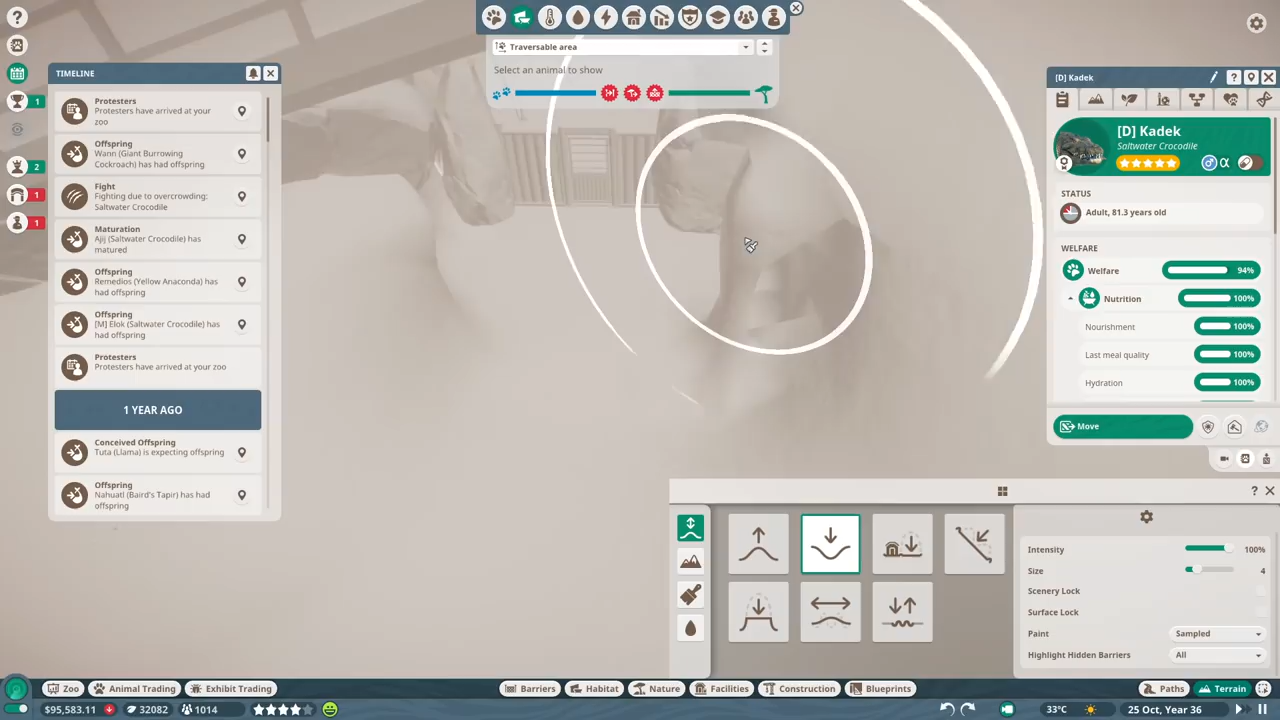 Traversable area
Select an animal to show
TIMELINE
Protesters
Protesters have arrived at your
zoo
Offspring
Wann (Giant Burrowing
Cockroach) has had offspring
Fight
Fighting due to overcrowding:
Saltwater Crocodile
Maturation
Ajij (Saltwater Crocodile) has
matured
Offspring
Remedios (Yellow Anaconda) has
had offspring
Offspring
[M] Elok (Saltwater Crocodile) has
had offspring
Protesters
Protesters have arrived at your zoo
1 YEAR AGO
Conceived Offspring
Tuta (Llama) is expecting offspring
Offspring
Nahuatl (Baird's Tapir) has had
offspring
1
2
1
1
[D] Kadek
[D] Kadek
Saltwater Crocodile
α
STATUS
Adult, 81.3 years old
WELFARE
Welfare 94%
Nutrition 100%
Nourishment 100%
Last meal quality 100%
Hydration 100%
Move
Intensity 100%
Size 4
Scenery Lock
Surface Lock
Paint Sampled
Highlight Hidden Barriers All
Zoo Animal Trading Exhibit Trading Barriers Habitat Nature Facilities Construction Blueprints Paths Terrain
$95,583.11 32082 1014 33°C 25 Oct, Year 36